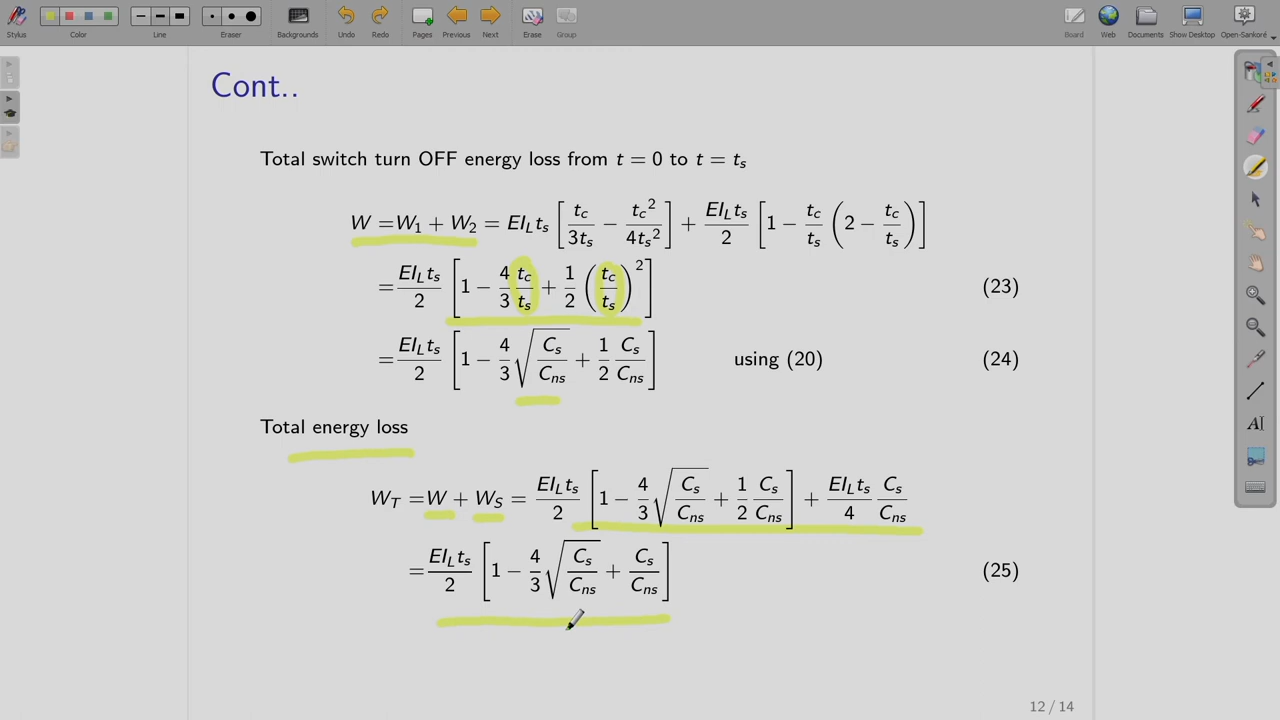 Stylus Color Line Eraser Backgrounds Undo Redo Pages Previous Next Erase Group Board Web Documents Show Desktop Open-Sankoré
Cont..
Total switch turn OFF energy loss from t = 0 to t = t_s
W = W_1 + W_2 = EI_L t_s [ t_c/3t_s − t_c²/4t_s² ] + EI_L t_s/2 [ 1 − t_c/t_s ( 2 − t_c/t_s ) ]
= EI_L t_s/2 [ 1 − 4/3 t_c/t_s + 1/2 ( t_c/t_s )² ] (23)
= EI_L t_s/2 [ 1 − 4/3 √(C_s/C_ns) + 1/2 C_s/C_ns ] using (20) (24)
Total energy loss
W_T = W + W_S = EI_L t_s/2 [ 1 − 4/3 √(C_s/C_ns) + 1/2 C_s/C_ns ] + EI_L t_s/4 C_s/C_ns
= EI_L t_s/2 [ 1 − 4/3 √(C_s/C_ns) + C_s/C_ns ] (25)
12 / 14